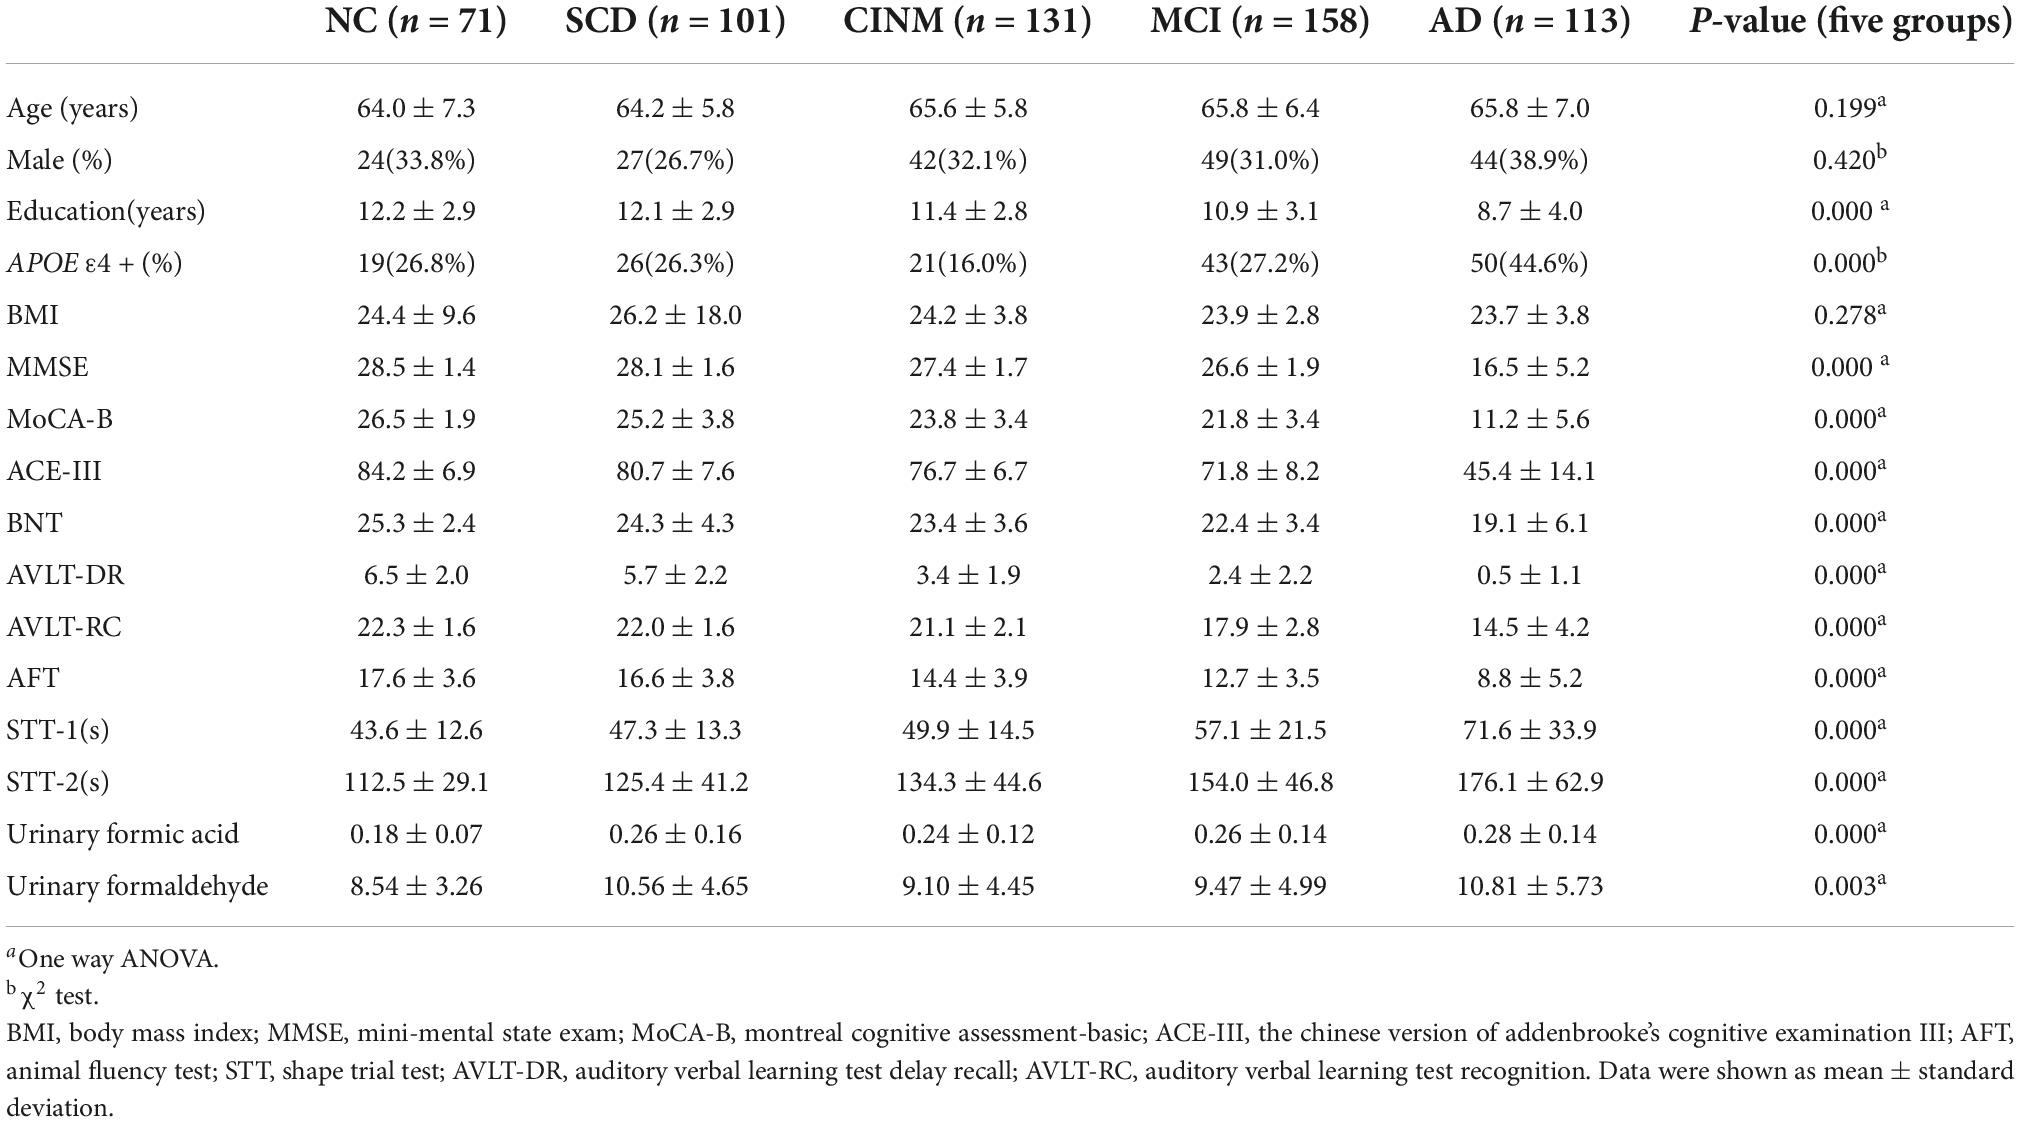 NC (n = 71) SCD (n = 101) CINM (n = 131) MCI (n = 158) AD (n = 113) P-value (five groups)
Age (years) 64.0 ± 7.3 64.2 ± 5.8 65.6 ± 5.8 65.8 ± 6.4 65.8 ± 7.0 0.199a
Male (%) 24(33.8%) 27(26.7%) 42(32.1%) 49(31.0%) 44(38.9%) 0.420b
Education(years) 12.2 ± 2.9 12.1 ± 2.9 11.4 ± 2.8 10.9 ± 3.1 8.7 ± 4.0 0.000 a
APOE ε4 + (%) 19(26.8%) 26(26.3%) 21(16.0%) 43(27.2%) 50(44.6%) 0.000b
BMI 24.4 ± 9.6 26.2 ± 18.0 24.2 ± 3.8 23.9 ± 2.8 23.7 ± 3.8 0.278a
MMSE 28.5 ± 1.4 28.1 ± 1.6 27.4 ± 1.7 26.6 ± 1.9 16.5 ± 5.2 0.000 a
MoCA-B 26.5 ± 1.9 25.2 ± 3.8 23.8 ± 3.4 21.8 ± 3.4 11.2 ± 5.6 0.000a
ACE-III 84.2 ± 6.9 80.7 ± 7.6 76.7 ± 6.7 71.8 ± 8.2 45.4 ± 14.1 0.000a
BNT 25.3 ± 2.4 24.3 ± 4.3 23.4 ± 3.6 22.4 ± 3.4 19.1 ± 6.1 0.000a
AVLT-DR 6.5 ± 2.0 5.7 ± 2.2 3.4 ± 1.9 2.4 ± 2.2 0.5 ± 1.1 0.000a
AVLT-RC 22.3 ± 1.6 22.0 ± 1.6 21.1 ± 2.1 17.9 ± 2.8 14.5 ± 4.2 0.000a
AFT 17.6 ± 3.6 16.6 ± 3.8 14.4 ± 3.9 12.7 ± 3.5 8.8 ± 5.2 0.000a
STT-1(s) 43.6 ± 12.6 47.3 ± 13.3 49.9 ± 14.5 57.1 ± 21.5 71.6 ± 33.9 0.000a
STT-2(s) 112.5 ± 29.1 125.4 ± 41.2 134.3 ± 44.6 154.0 ± 46.8 176.1 ± 62.9 0.000a
Urinary formic acid 0.18 ± 0.07 0.26 ± 0.16 0.24 ± 0.12 0.26 ± 0.14 0.28 ± 0.14 0.000a
Urinary formaldehyde 8.54 ± 3.26 10.56 ± 4.65 9.10 ± 4.45 9.47 ± 4.99 10.81 ± 5.73 0.003a
a One way ANOVA.
b χ2 test.
BMI, body mass index; MMSE, mini-mental state exam; MoCA-B, montreal cognitive assessment-basic; ACE-III, the chinese version of addenbrooke's cognitive examination III; AFT,
animal fluency test; STT, shape trial test; AVLT-DR, auditory verbal learning test delay recall; AVLT-RC, auditory verbal learning test recognition. Data were shown as mean ± standard
deviation.